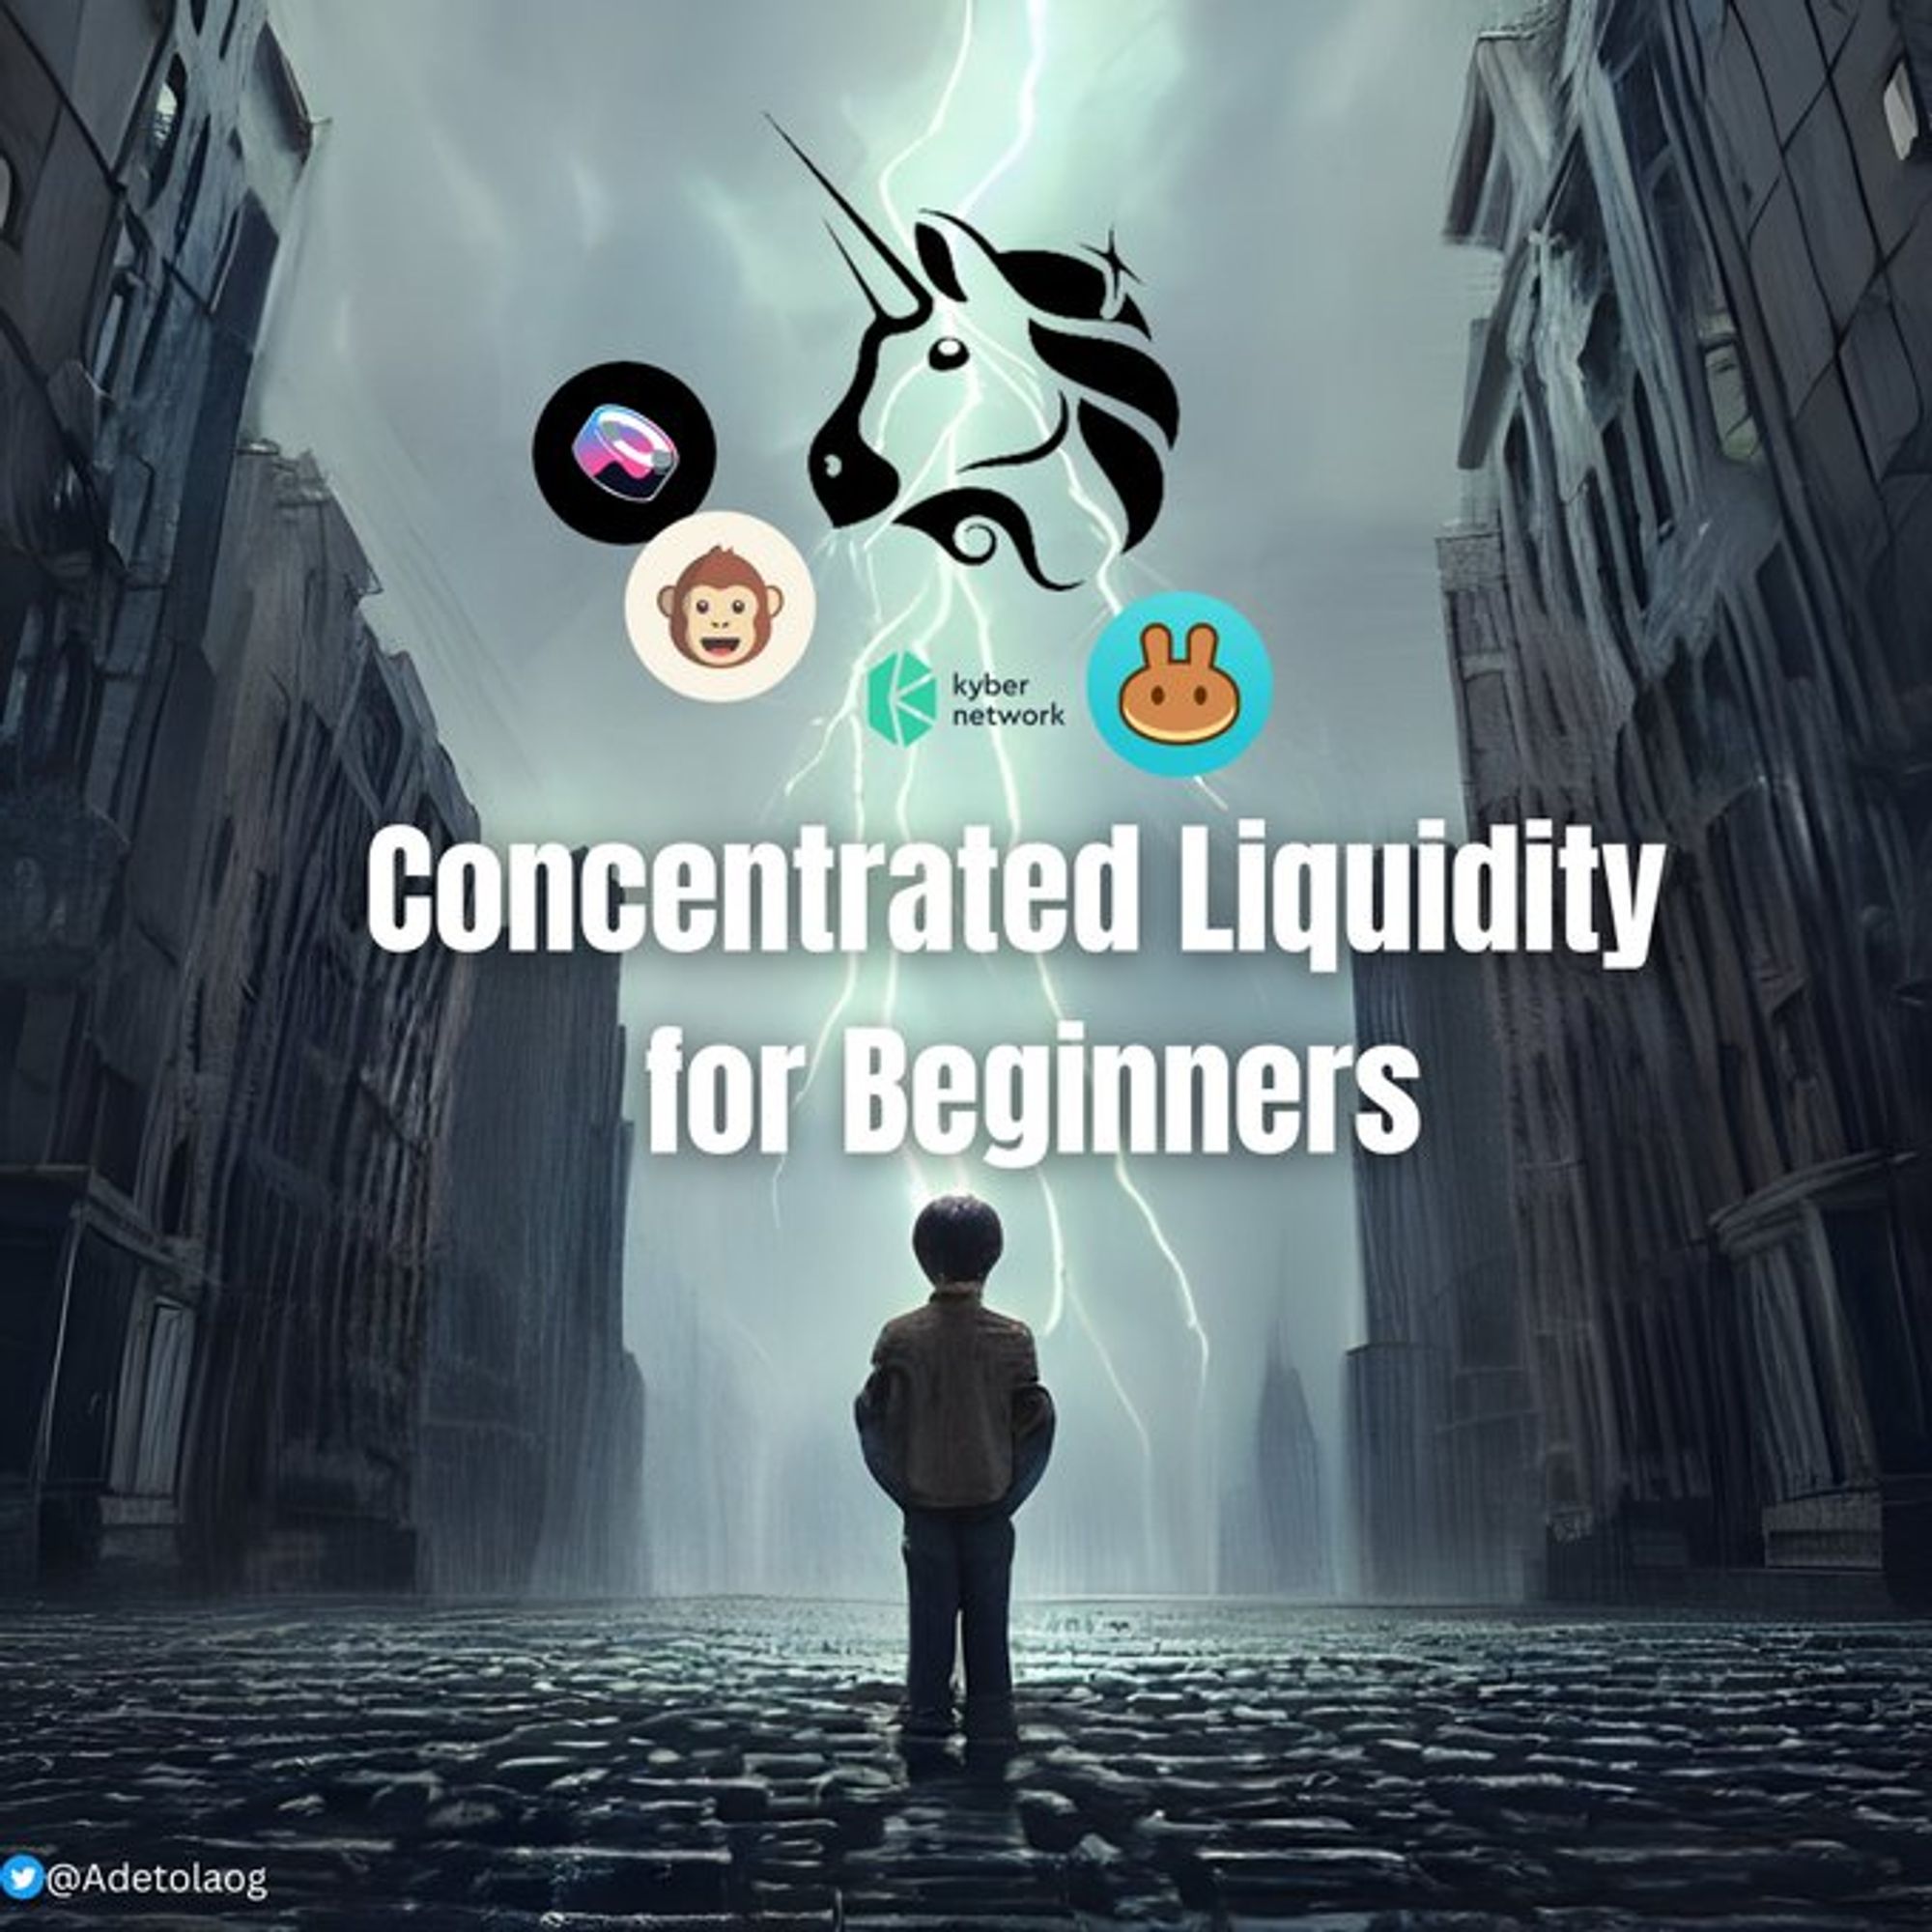 kyber
network
Concentrated Liquidity
for Beginners
@Adetolaog